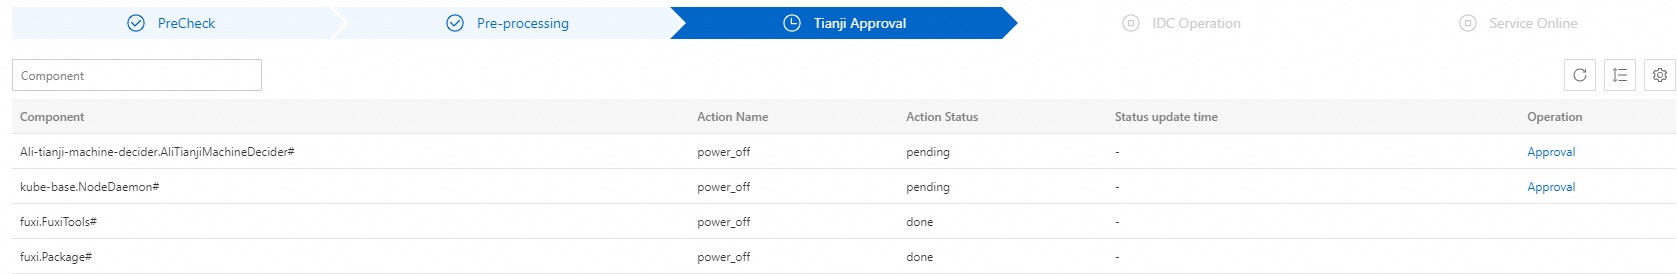 PreCheck Pre-processing Tianji Approval IDC Operation Service Online
Component
Component Action Name Action Status Status update time Operation
Ali-tianji-machine-decider.AliTianjiMachineDecider# power_off pending - Approval
kube-base.NodeDaemon# power_off pending - Approval
fuxi.FuxiTools# power_off done -
fuxi.Package# power_off done -